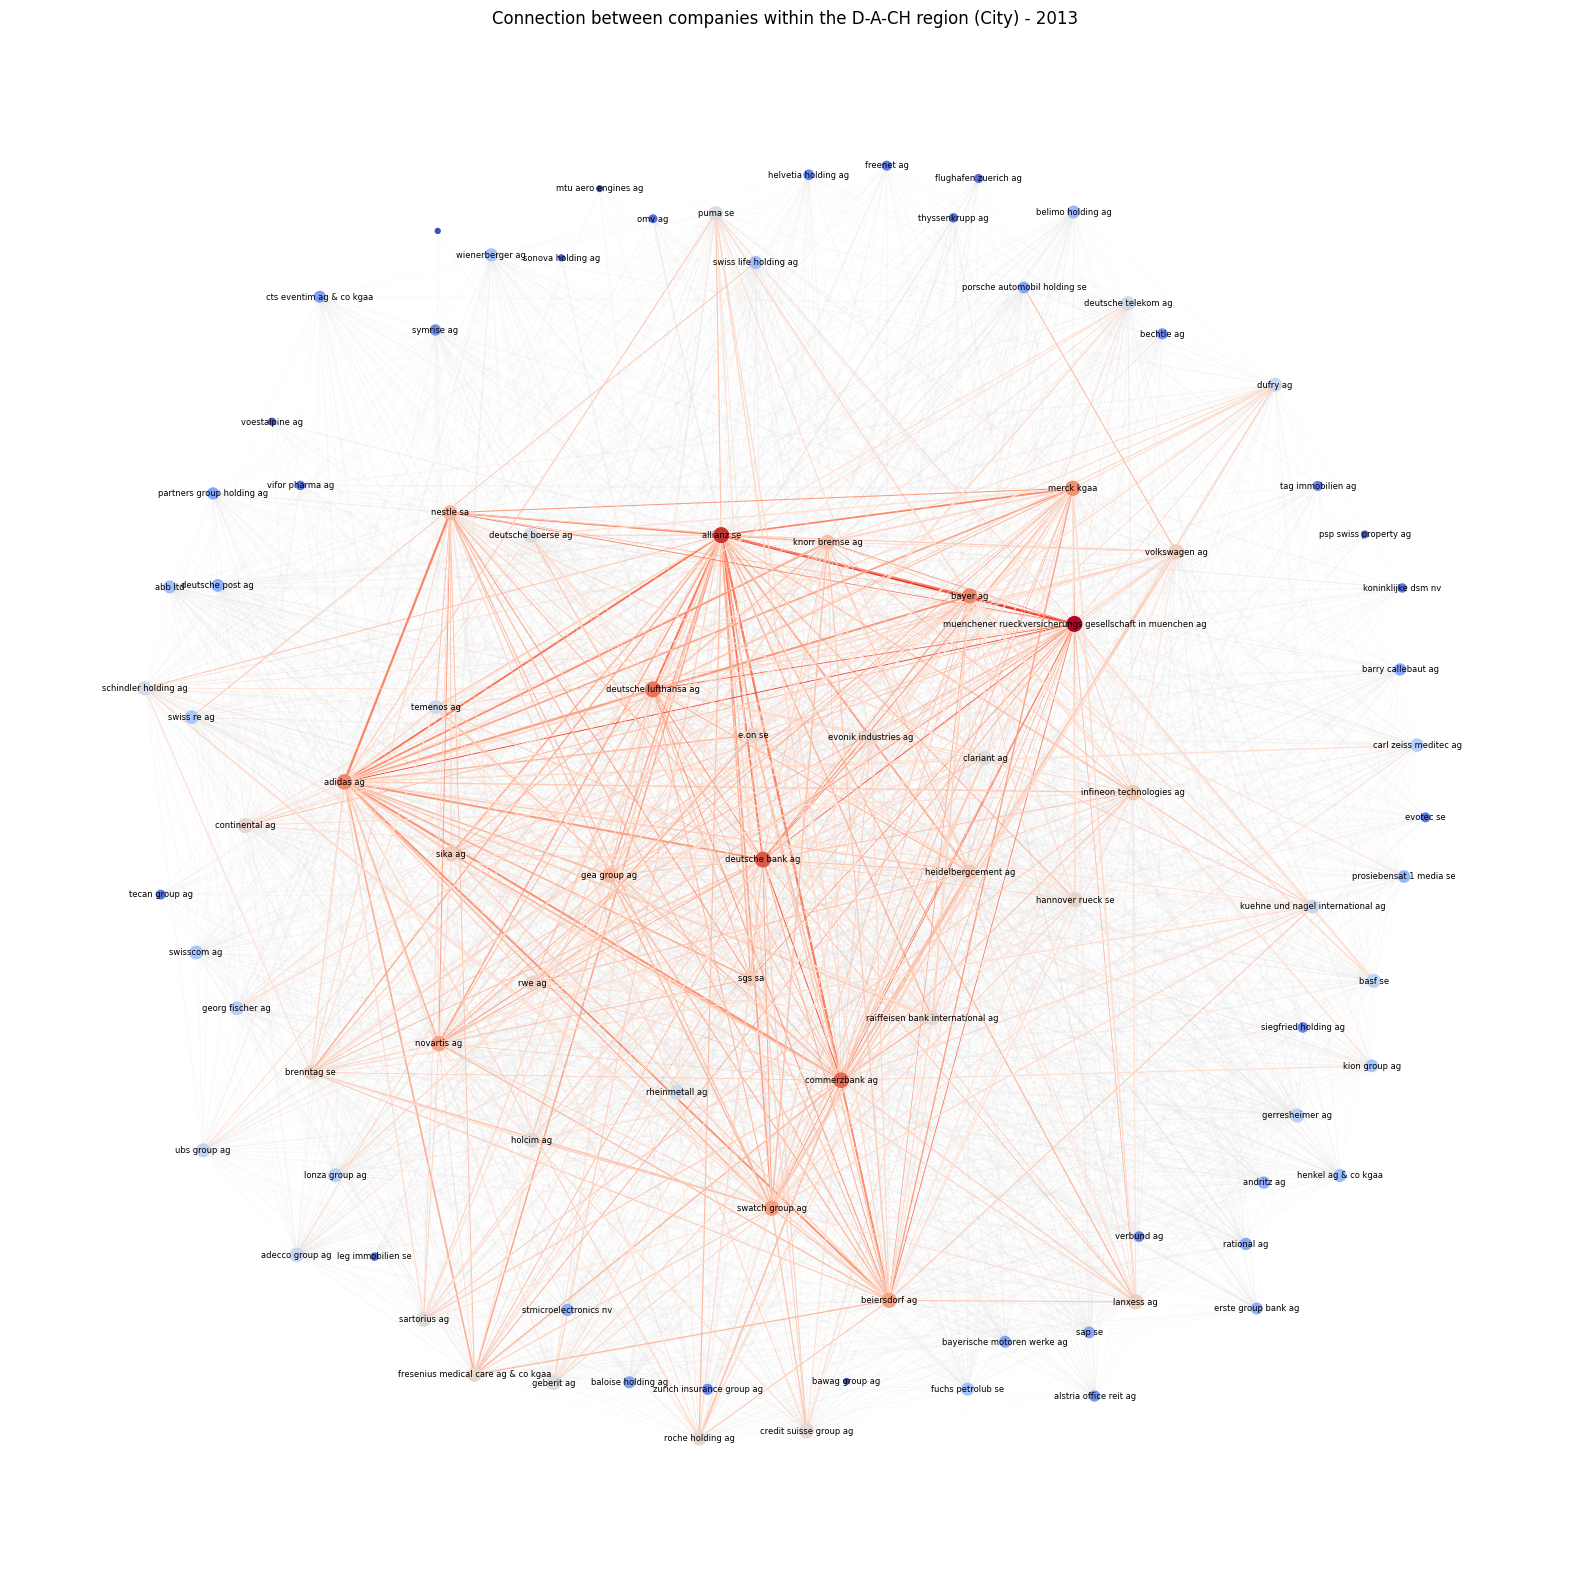 Connection between companies within the D-A-CH region (City) - 2013
freenet ag
helvetia holding ag
flughafen zuerich ag
mtu aero engines ag
puma se
belimo holding ag
omv ag
thyssenkrupp ag
wienerberger ag
sonova holding ag
swiss life holding ag
porsche automobil holding se
cts eventim ag & co kgaa
deutsche telekom ag
symrise ag
bechtle ag
dufry ag
voestalpine ag
vifor pharma ag
tag immobilien ag
merck kgaa
partners group holding ag
nestle sa
deutsche boerse ag
allianz se
psp swiss property ag
knorr bremse ag
volkswagen ag
abb ltd
deutsche post ag
koninklijke dsm nv
bayer ag
muenchener rueckversicherungs gesellschaft in muenchen ag
barry callebaut ag
schindler holding ag
deutsche lufthansa ag
temenos ag
swiss re ag
e.on se
evonik industries ag
carl zeiss meditec ag
clariant ag
adidas ag
infineon technologies ag
evotec se
continental ag
sika ag
deutsche bank ag
gea group ag
heidelbergcement ag
prosiebensat 1 media se
tecan group ag
hannover rueck se
kuehne und nagel international ag
swisscom ag
sgs sa
rwe ag
basf se
georg fischer ag
raiffeisen bank international ag
siegfried holding ag
novartis ag
kion group ag
brenntag se
commerzbank ag
rheinmetall ag
gerresheimer ag
holcim ag
ubs group ag
lonza group ag
henkel ag & co kgaa
andritz ag
swatch group ag
verbund ag
rational ag
adecco group ag
leg immobilien se
beiersdorf ag
lanxess ag
erste group bank ag
stmicroelectronics nv
sartorius ag
sap se
bayerische motoren werke ag
fresenius medical care ag & co kgaa
geberit ag
baloise holding ag
bawag group ag
zurich insurance group ag
fuchs petrolub se
alstria office reit ag
credit suisse group ag
roche holding ag